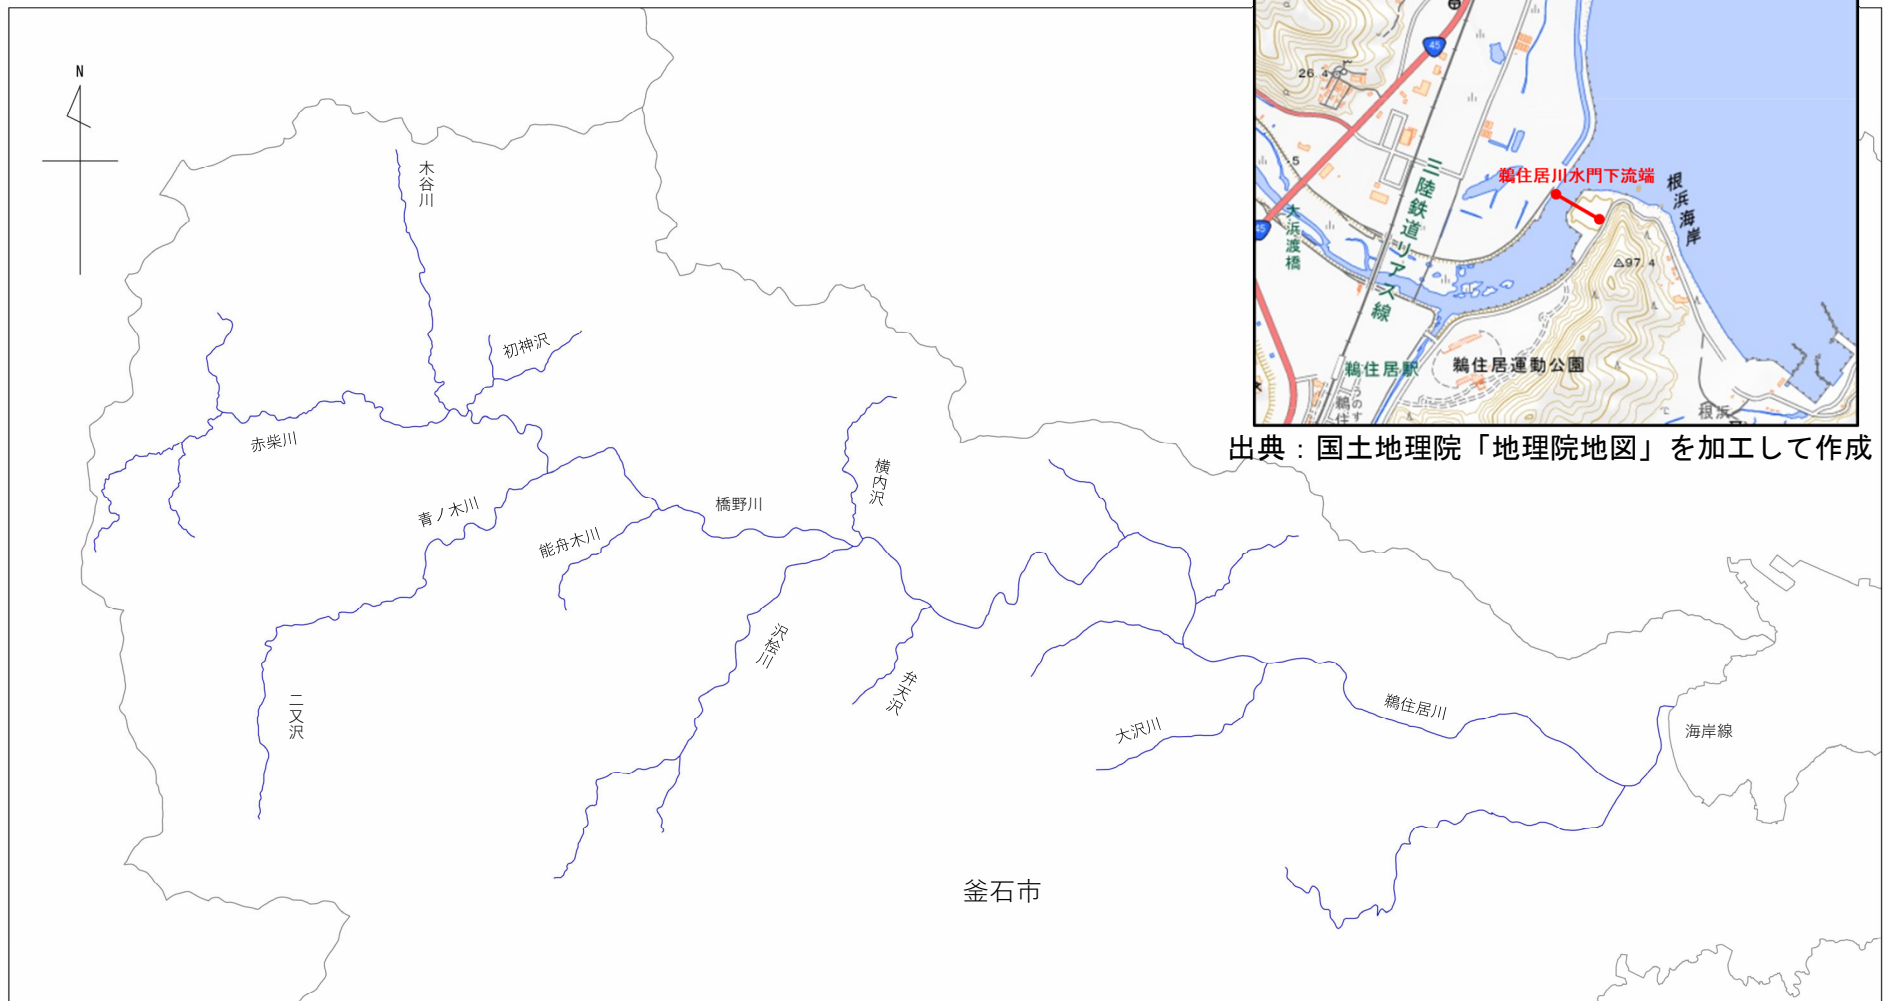 N
木谷川
初神沢
赤柴川
青ノ木川
能舟木川
橋野川
横内沢
沢桧川
弁天沢
二又沢
大沢川
鵜住居川
海岸線
釜石市
45
26.4
5
45
大浜渡橋
三陸鉄道リアス線
鵜住居川水門下流端
根浜海岸
97.4
鵜住居駅
鵜住居運動公園
根浜
出典：国土地理院「地理院地図」を加工して作成